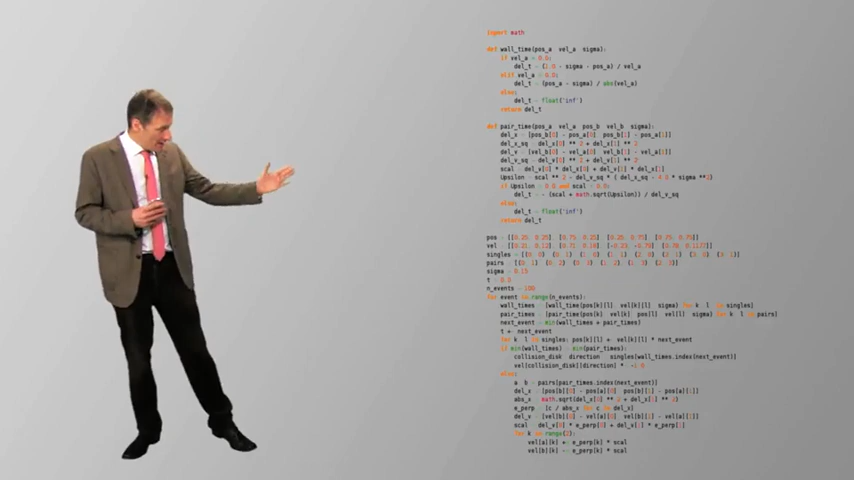 import math
def wall_time(pos_a vel_a sigma):
if vel_a > 0.0:
del_t = (1.0 - sigma - pos_a) / vel_a
elif vel_a < 0.0:
del_t = (pos_a - sigma) / abs(vel_a)
else:
del_t = float('inf')
return del_t
def pair_time(pos_a vel_a pos_b vel_b sigma):
del_x = [pos_b[0] - pos_a[0] pos_b[1] - pos_a[1]]
del_x_sq = del_x[0] ** 2 + del_x[1] ** 2
del_v = [vel_b[0] - vel_a[0] vel_b[1] - vel_a[1]]
del_v_sq = del_v[0] ** 2 + del_v[1] ** 2
scal = del_v[0] * del_x[0] + del_v[1] * del_x[1]
Upsilon = scal ** 2 - del_v_sq * ( del_x_sq - 4.0 * sigma **2)
if Upsilon > 0.0 and scal < 0.0:
del_t = - (scal + math.sqrt(Upsilon)) / del_v_sq
else:
del_t = float('inf')
return del_t
pos = [[0.25 0.25] [0.75 0.25] [0.25 0.75] [0.75 0.75]]
vel = [[0.21 0.12] [0.71 0.18] [-0.23 -0.79] [0.78 0.1177]]
singles = [(0 0) (0 1) (1 0) (1 1) (2 0) (2 1) (3 0) (3 1)]
pairs = [(0 1) (0 2) (0 3) (1 2) (1 3) (2 3)]
sigma = 0.15
t = 0.0
n_events = 100
for event in range(n_events):
wall_times = [wall_time(pos[k][l] vel[k][l] sigma) for k l in singles]
pair_times = [pair_time(pos[k] vel[k] pos[l] vel[l] sigma) for k l in pairs]
next_event = min(wall_times + pair_times)
t += next_event
for k l in singles: pos[k][l] += vel[k][l] * next_event
if min(wall_times) < min(pair_times):
collision_disk direction = singles[wall_times.index(next_event)]
vel[collision_disk][direction] *= -1.0
else:
a b = pairs[pair_times.index(next_event)]
del_x = [pos[b][0] - pos[a][0] pos[b][1] - pos[a][1]]
abs_x = math.sqrt(del_x[0] ** 2 + del_x[1] ** 2)
e_perp = [c / abs_x for c in del_x]
del_v = [vel[b][0] - vel[a][0] vel[b][1] - vel[a][1]]
scal = del_v[0] * e_perp[0] + del_v[1] * e_perp[1]
for k in range(2):
vel[a][k] += e_perp[k] * scal
vel[b][k] -= e_perp[k] * scal